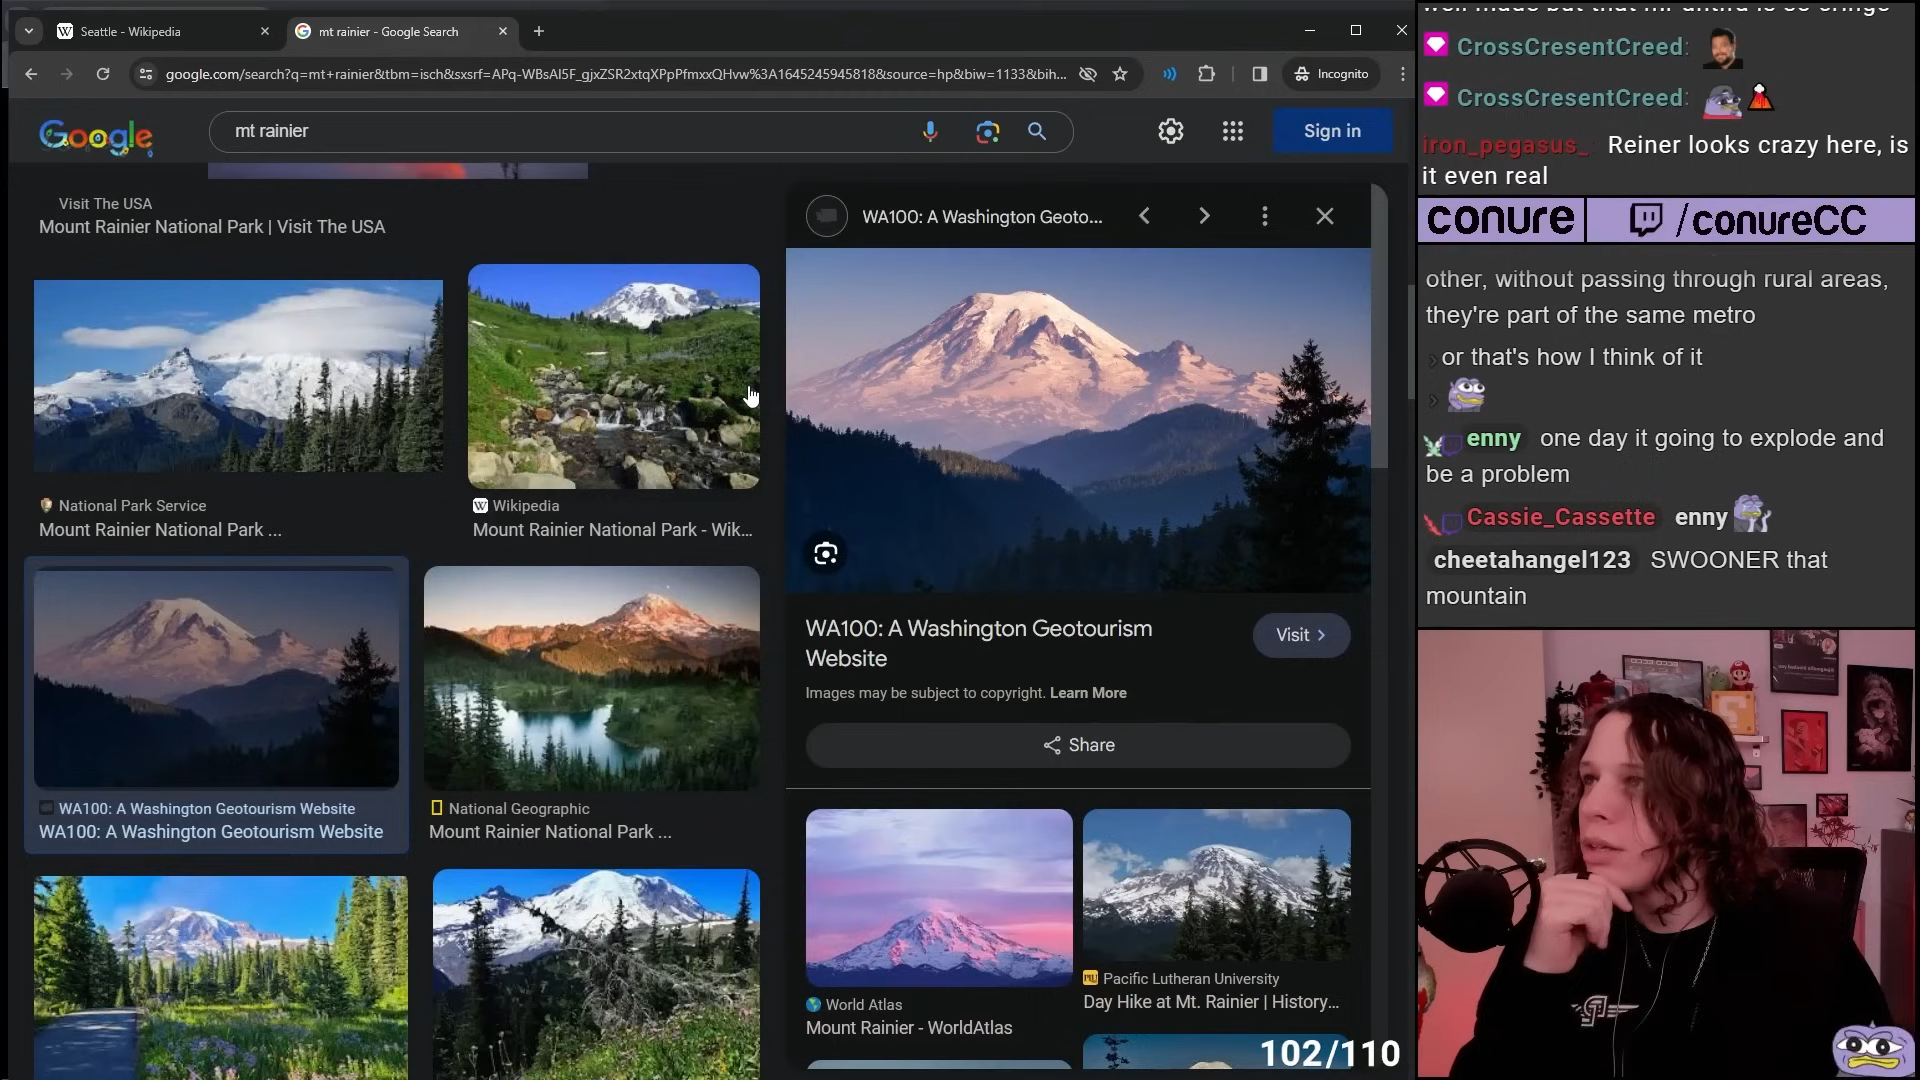 Seattle - Wikipedia
mt rainier - Google Search
google.com/search?q=mt+rainier&tbm=isch&sxsrf=APq-WBsAI5F_gjxZSR2xtqXPpPfmxxQHvw%3A1645245945818&source=hp&biw=1133&bih...
Incognito
Google
mt rainier
Sign in
Visit The USA
Mount Rainier National Park | Visit The USA
National Park Service
Mount Rainier National Park ...
Wikipedia
Mount Rainier National Park - Wik...
WA100: A Washington Geotourism Website
WA100: A Washington Geotourism Website
National Geographic
Mount Rainier National Park ...
WA100: A Washington Geoto...
WA100: A Washington Geotourism
Website
Visit
Images may be subject to copyright. Learn More
Share
World Atlas
Mount Rainier - WorldAtlas
PLU
Pacific Lutheran University
Day Hike at Mt. Rainier | History...
102/110
CrossCresentCreed:
CrossCresentCreed:
iron_pegasus_ Reiner looks crazy here, is
it even real
conure
/conureCC
other, without passing through rural areas,
they're part of the same metro
or that's how I think of it
enny one day it going to explode and
be a problem
Cassie_Cassette enny
cheetahangel123 SWOONER that
mountain